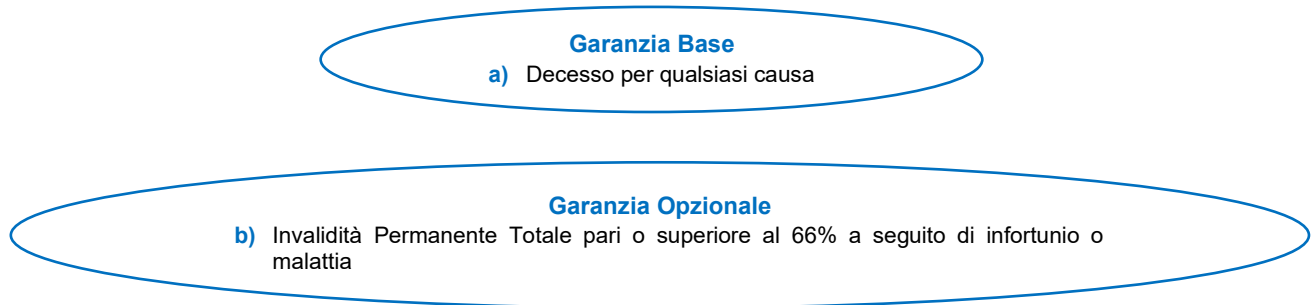 Garanzia Base
a) Decesso per qualsiasi causa
Garanzia Opzionale
b) Invalidità Permanente Totale pari o superiore al 66% a seguito di infortunio o
malattia